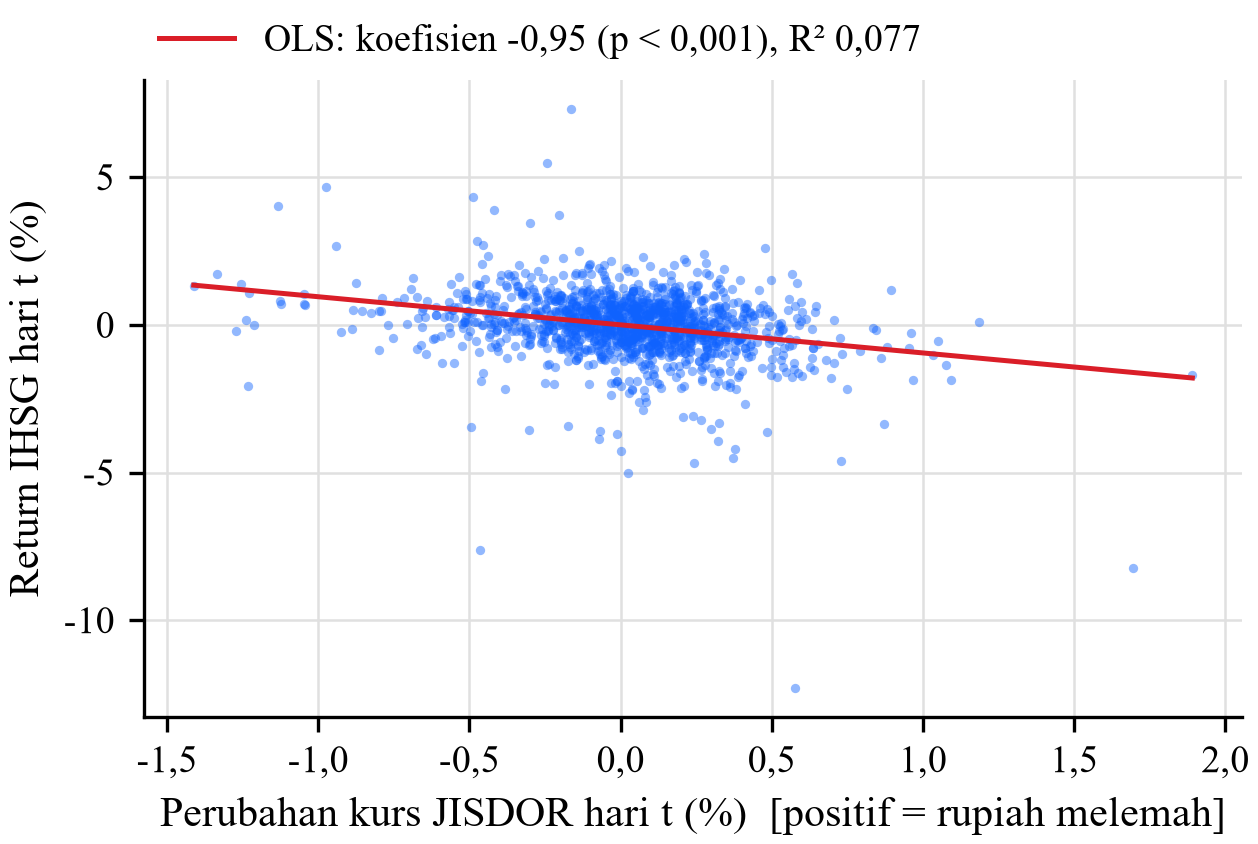 OLS: koefisien -0,95 (p < 0,001), R² 0,077
Return IHSG hari t (%)
5
0
-5
-10
-1,5 -1,0 -0,5 0,0 0,5 1,0 1,5 2,0
Perubahan kurs JISDOR hari t (%) [positif = rupiah melemah]